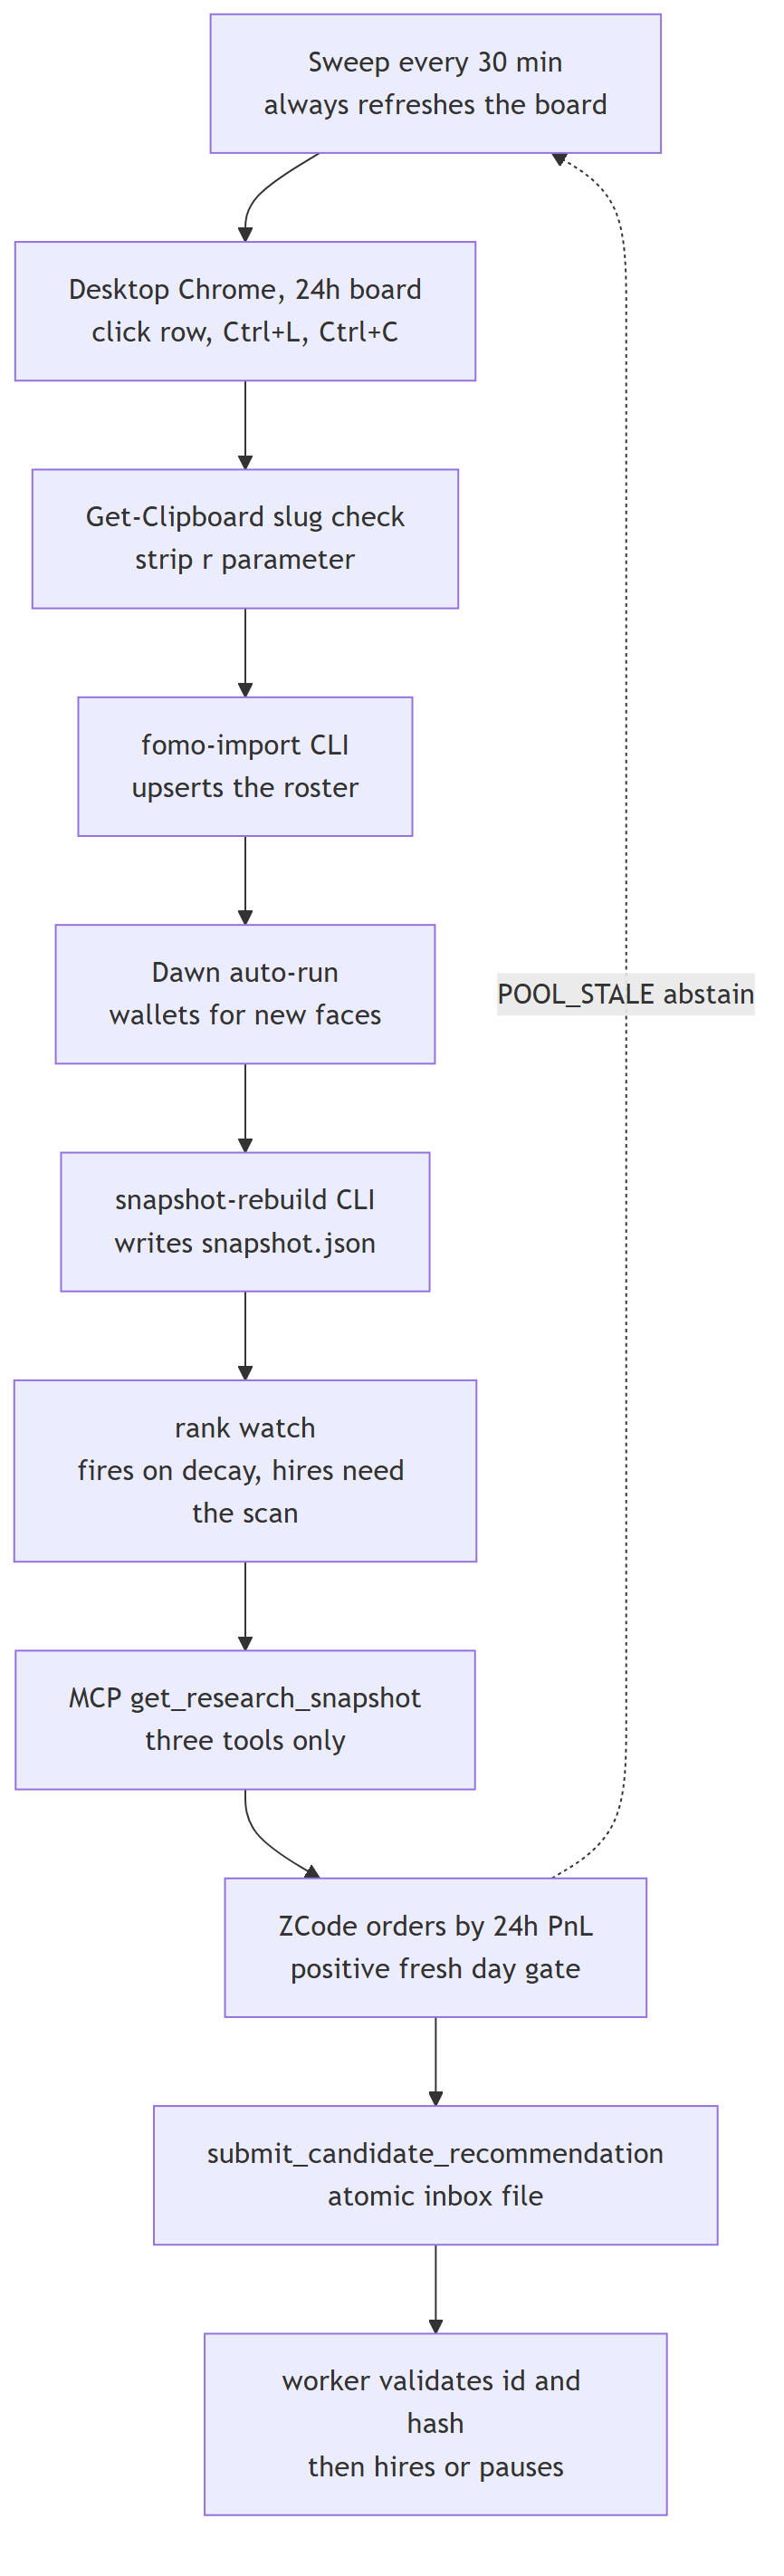 Sweep every 30 min
always refreshes the board
Desktop Chrome, 24h board
click row, Ctrl+L, Ctrl+C
Get-Clipboard slug check
strip r parameter
fomo-import CLI
upserts the roster
Dawn auto-run
wallets for new faces
POOL_STALE abstain
snapshot-rebuild CLI
writes snapshot.json
rank watch
fires on decay, hires need
the scan
MCP get_research_snapshot
three tools only
ZCode orders by 24h PnL
positive fresh day gate
submit_candidate_recommendation
atomic inbox file
worker validates id and
hash
then hires or pauses